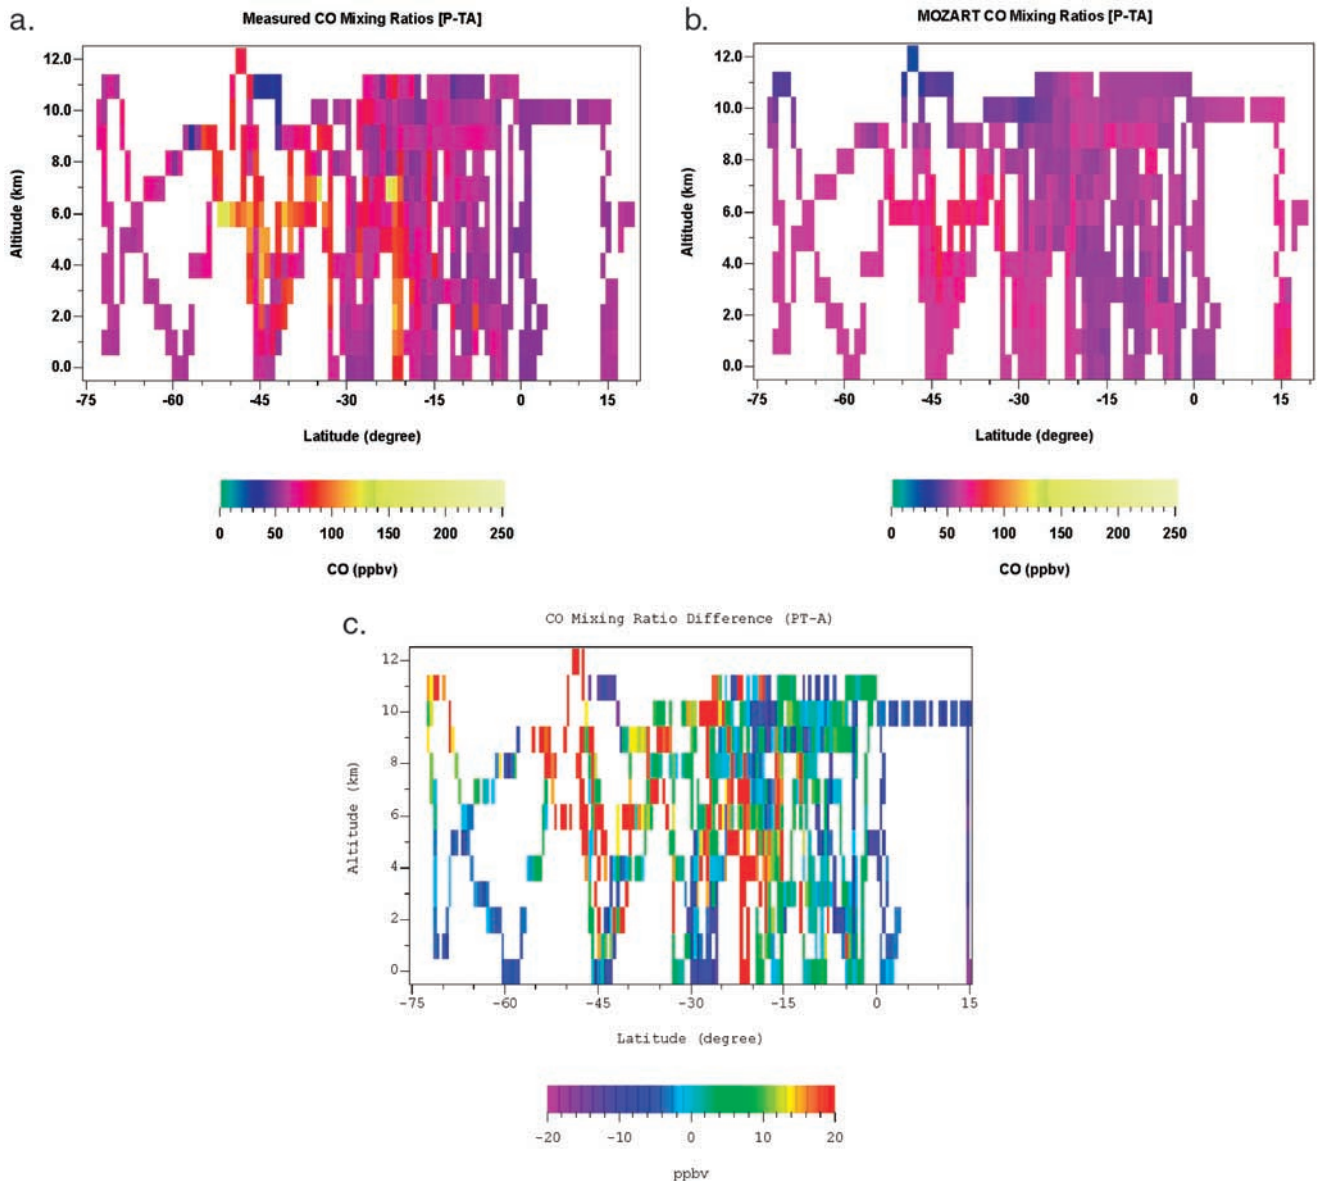 a.
Measured CO Mixing Ratios [P-TA]
12.0
10.0
8.0
6.0
4.0
2.0
0.0
Altitude (km)
-75 -60 -45 -30 -15 0 15
Latitude (degree)
0 50 100 150 200 250
CO (ppbv)
b.
MOZART CO Mixing Ratios [P-TA]
12.0
10.0
8.0
6.0
4.0
2.0
0.0
Altitude (km)
-75 -60 -45 -30 -15 0 15
Latitude (degree)
0 50 100 150 200 250
CO (ppbv)
c.
CO Mixing Ratio Difference (PT-A)
12
10
8
6
4
2
0
Altitude (km)
-75 -60 -45 -30 -15 0 15
Latitude (degree)
-20 -10 0 10 20
ppbv